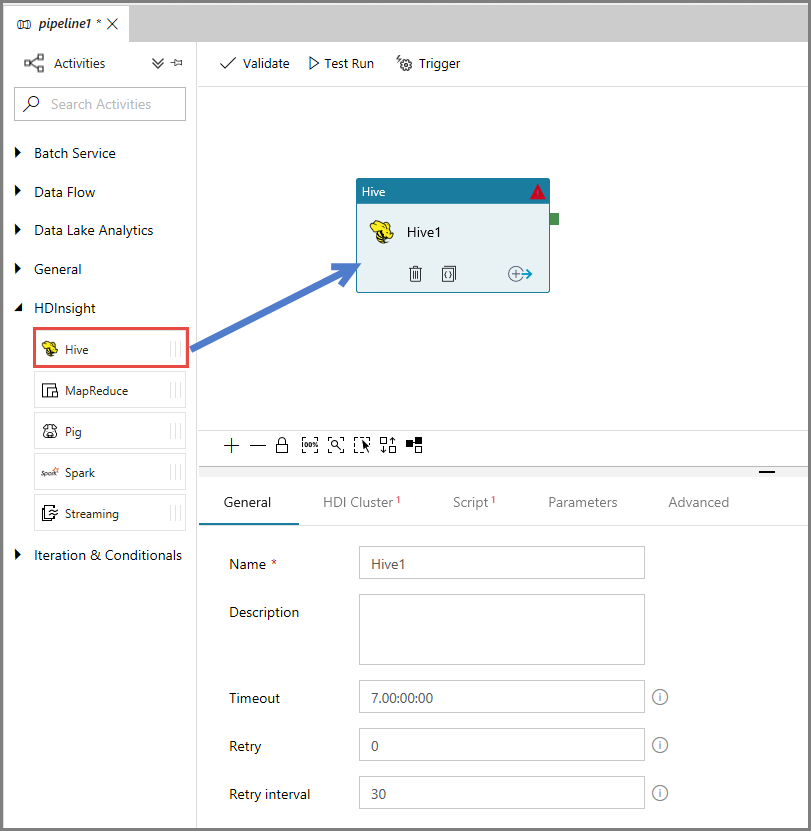 pipeline1 *
Activities
Validate
Test Run
Trigger
Search Activities
Batch Service
Data Flow
Data Lake Analytics
General
HDInsight
Hive
MapReduce
Pig
Spark
Spark
Streaming
Iteration & Conditionals
Hive
Hive1
100%
General
HDI Cluster 1
Script 1
Parameters
Advanced
Name *
Hive1
Description
Timeout
7.00:00:00
Retry
0
Retry interval
30